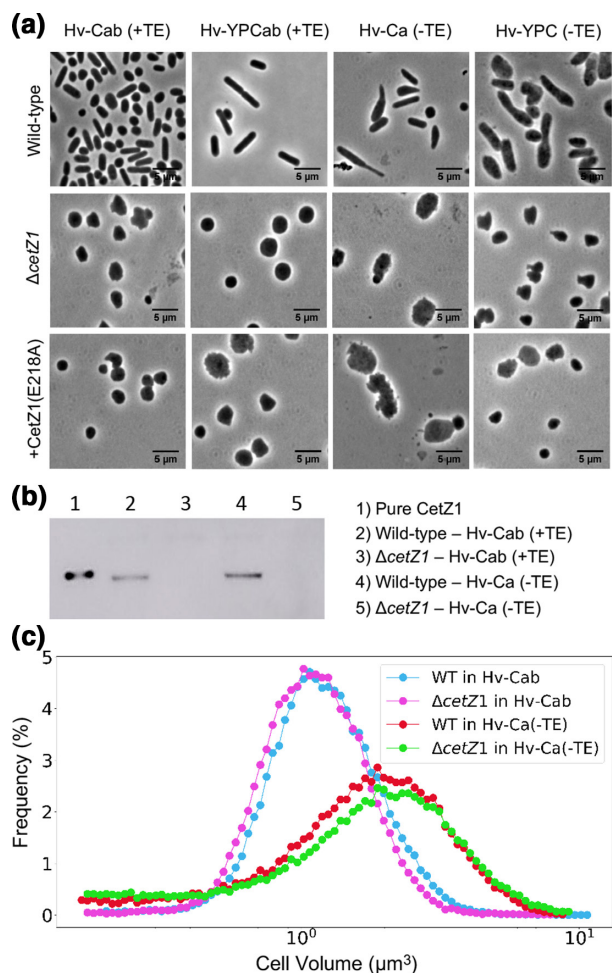 (a)
Hv-Cab (+TE) Hv-YPCab (+TE) Hv-Ca (-TE) Hv-YPC (-TE)
Wild-type
5 µm 5 µm 5 µm 5 µm
ΔcetZ1
5 µm 5 µm 5 µm 5 µm
+CetZ1(E218A)
5 µm 5 µm 5 µm 5 µm
(b)
1 2 3 4 5
1) Pure CetZ1
2) Wild-type – Hv-Cab (+TE)
3) ΔcetZ1 – Hv-Cab (+TE)
4) Wild-type – Hv-Ca (-TE)
5) ΔcetZ1 – Hv-Ca (-TE)
(c)
Frequency (%)
5
4
3
2
1
0
WT in Hv-Cab
ΔcetZ1 in Hv-Cab
WT in Hv-Ca(-TE)
ΔcetZ1 in Hv-Ca(-TE)
10⁰ 10¹
Cell Volume (µm³)